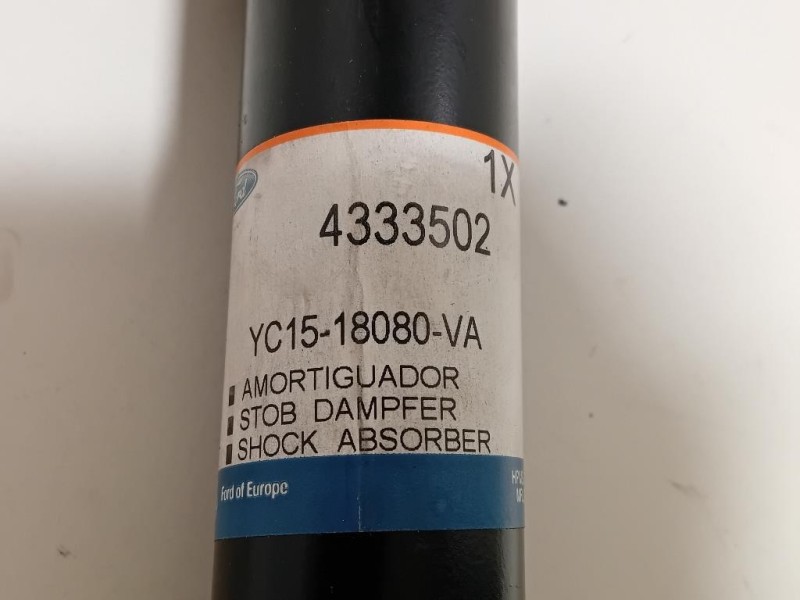 1X
4333502
YC15-18080-VA
AMORTIGUADOR
STOB DAMPFER
SHOCK ABSORBER
Ford of Europe